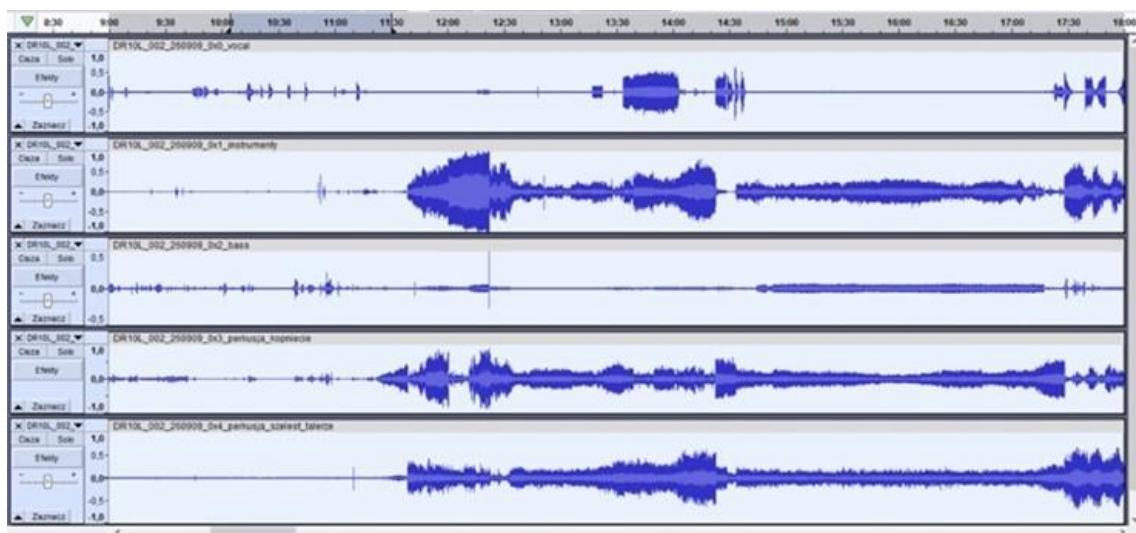 8:30 9:00 9:30 10:00 10:30 11:00 11:30 12:00 12:30 13:00 13:30 14:00 14:30 15:00 15:30 16:00 16:30 17:00 17:30 18:00
× DR10L_002_▼ DR10L_002_250909_0x0_vocal
Cisza Solo 1,0
0,5
Efekty
- + 0,0
-0,5
▲ Zaznacz -1,0
× DR10L_002_▼ DR10L_002_250909_0x1_instrumenty
Cisza Solo 1,0
0,5
Efekty
- + 0,0
-0,5
▲ Zaznacz -1,0
× DR10L_002_▼ DR10L_002_250909_0x2_bass
Cisza Solo 0,5
Efekty
- + 0,0
▲ Zaznacz -0,5
× DR10L_002_▼ DR10L_002_250909_0x3_perkusja_kopniecie
Cisza Solo 1,0
Efekty
0,0
▲ Zaznacz -1,0
× DR10L_002_▼ DR10L_002_250909_0x4_perkusja_szelest_talerze
Cisza Solo 1,0
0,5
Efekty
- + 0,0
-0,5
▲ Zaznacz -1,0